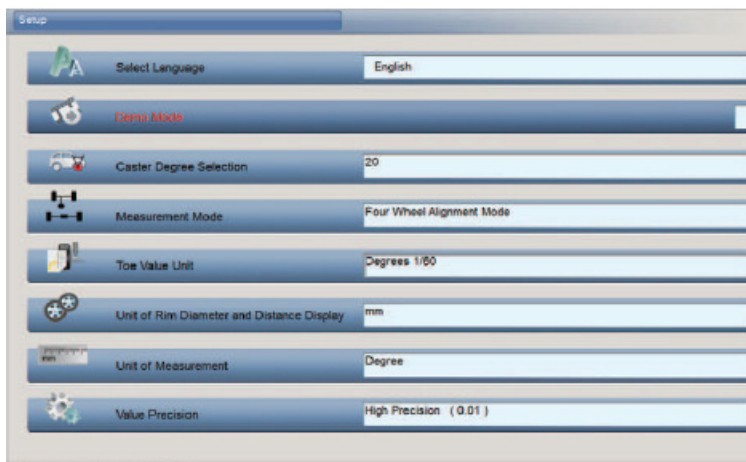 Setup
Select Language English
Demo Mode
Caster Degree Selection 20
Measurement Mode Four Wheel Alignment Mode
Toe Value Unit Degrees 1/60
Unit of Rim Diameter and Distance Display mm
mm
Unit of Measurement Degree
Value Precision High Precision ( 0.01 )